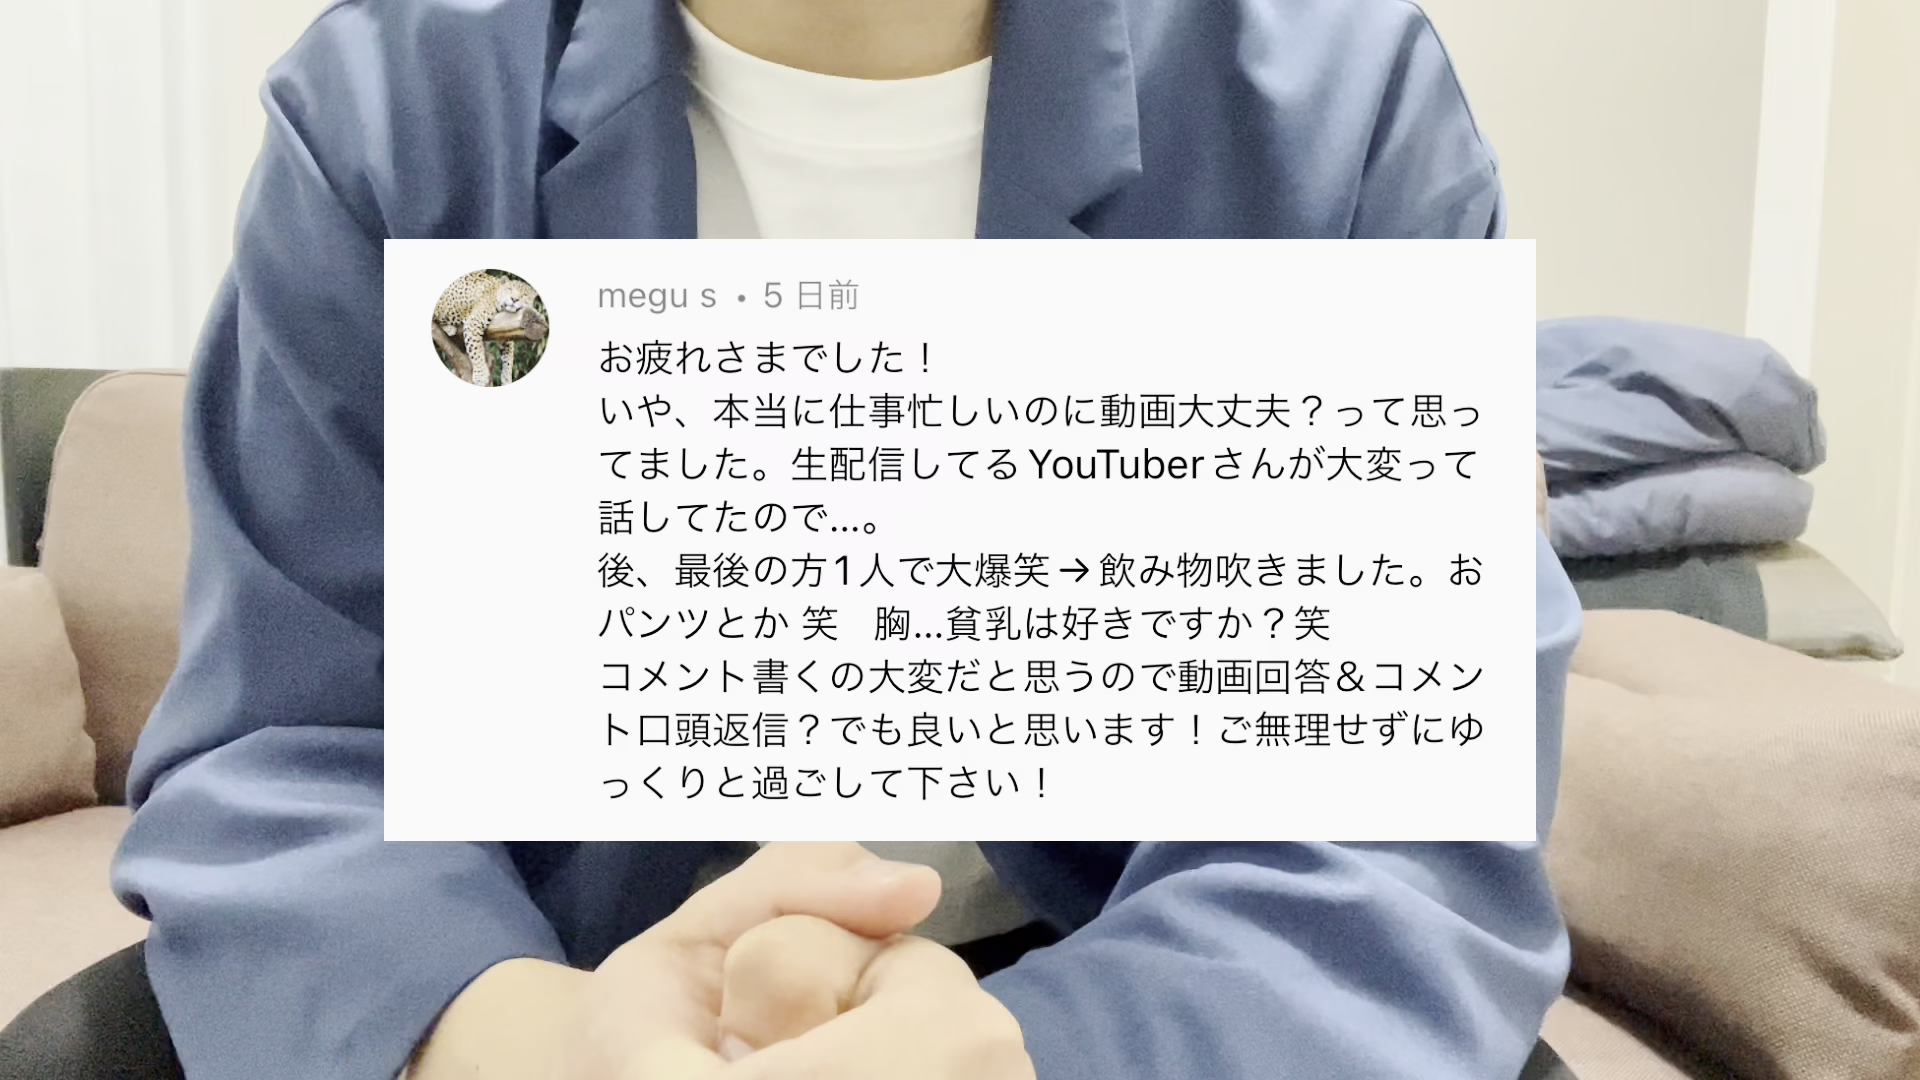 megu s • 5 日前
お疲れさまでした！
いや、本当に仕事忙しいのに動画大丈夫？って思っ
てました。生配信してるYouTuberさんが大変って
話してたので...。
後、最後の方1人で大爆笑→飲み物吹きました。お
パンツとか 笑　胸...貧乳は好きですか？笑
コメント書くの大変だと思うので動画回答＆コメン
ト口頭返信？でも良いと思います！ご無理せずにゆ
っくりと過ごして下さい！